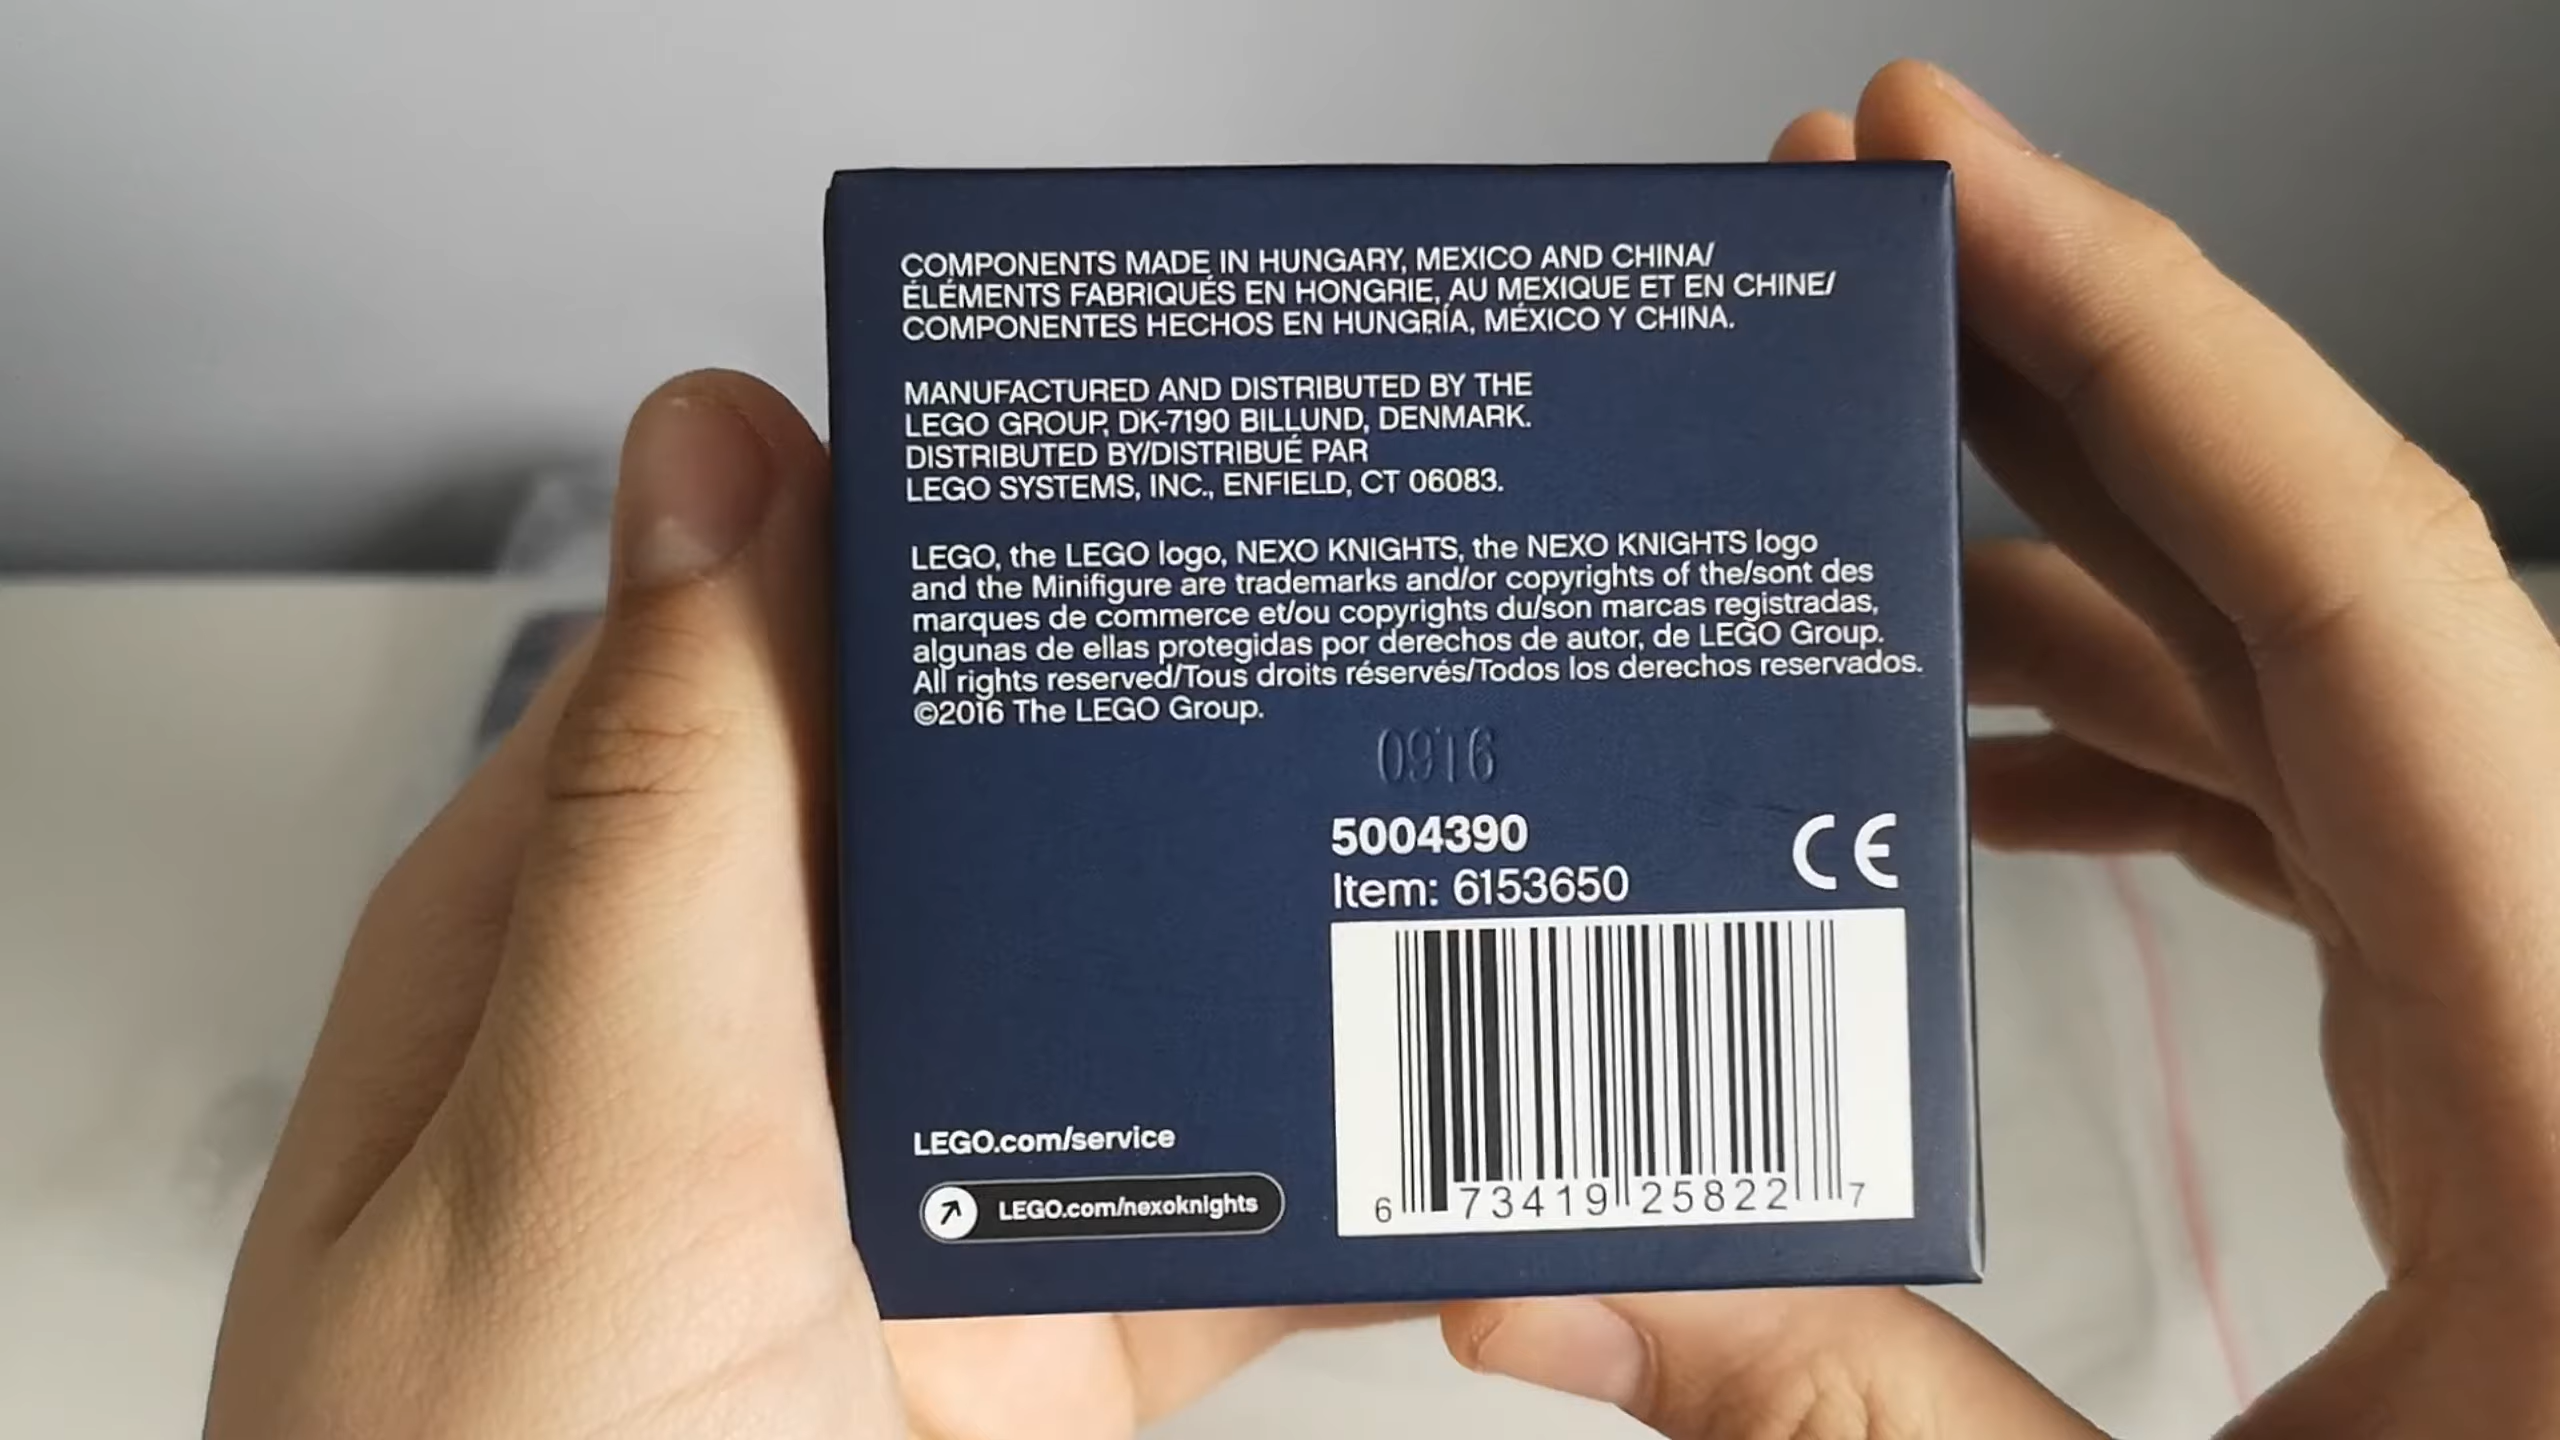 COMPONENTS MADE IN HUNGARY, MEXICO AND CHINA/
ÉLÉMENTS FABRIQUÉS EN HONGRIE, AU MEXIQUE ET EN CHINE/
COMPONENTES HECHOS EN HUNGRÍA, MÉXICO Y CHINA.
MANUFACTURED AND DISTRIBUTED BY THE
LEGO GROUP, DK-7190 BILLUND, DENMARK.
DISTRIBUTED BY/DISTRIBUÉ PAR
LEGO SYSTEMS, INC., ENFIELD, CT 06083.
LEGO, the LEGO logo, NEXO KNIGHTS, the NEXO KNIGHTS logo
and the Minifigure are trademarks and/or copyrights of the/sont des
marques de commerce et/ou copyrights du/son marcas registradas,
algunas de ellas protegidas por derechos de autor, de LEGO Group.
All rights reserved/Tous droits réservés/Todos los derechos reservados.
©2016 The LEGO Group.
09T6
5004390
Item: 6153650
CE
6 73419 25822 7
LEGO.com/service
LEGO.com/nexoknights